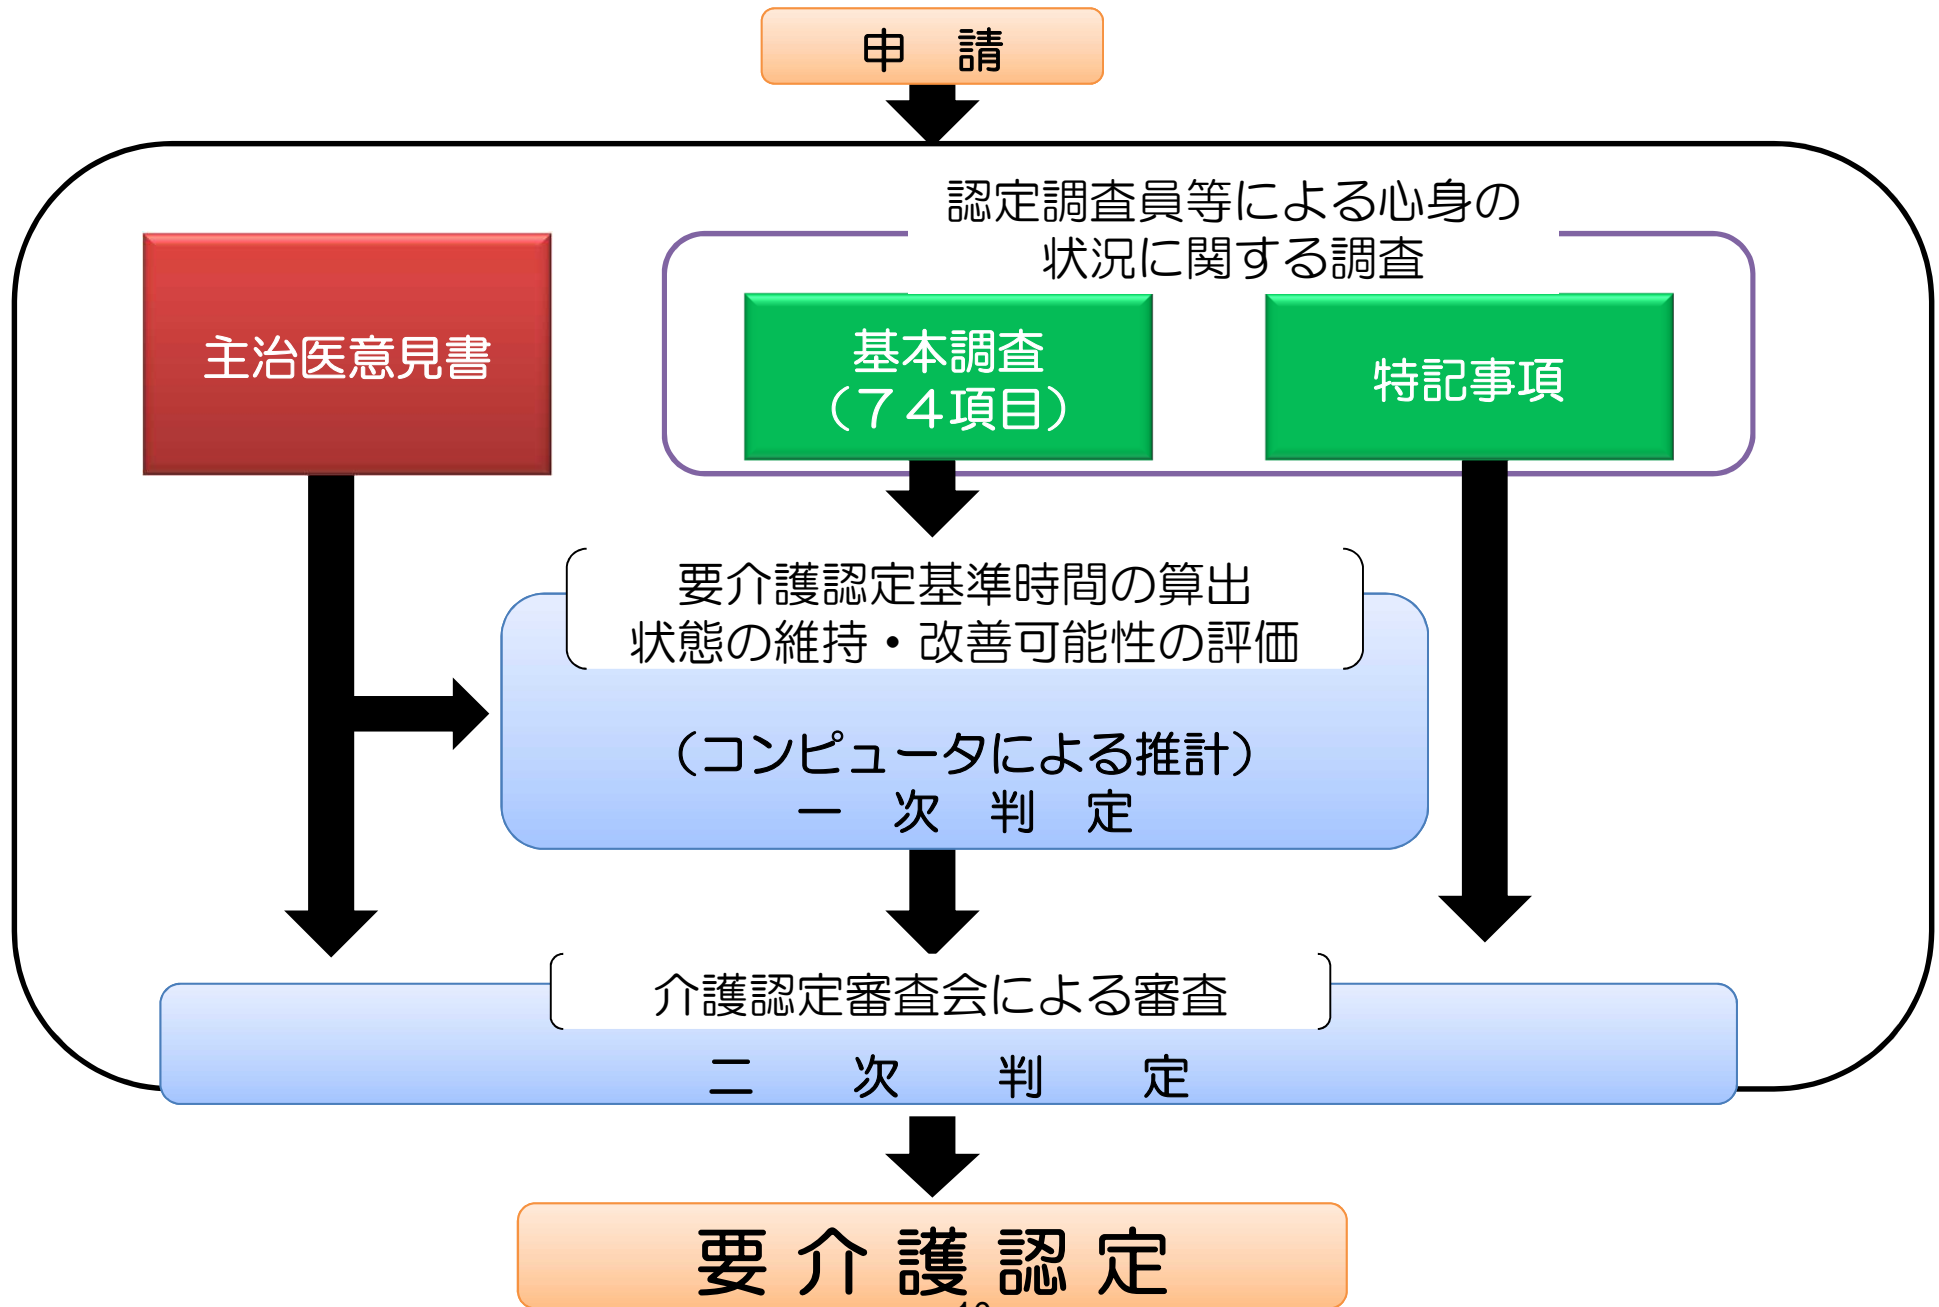 申　請
認定調査員等による心身の
状況に関する調査
主治医意見書
基本調査
（７４項目）
特記事項
要介護認定基準時間の算出
状態の維持・改善可能性の評価
（コンピュータによる推計）
一　次　判　定
介護認定審査会による審査
二　　次　　判　　定
要 介 護 認 定